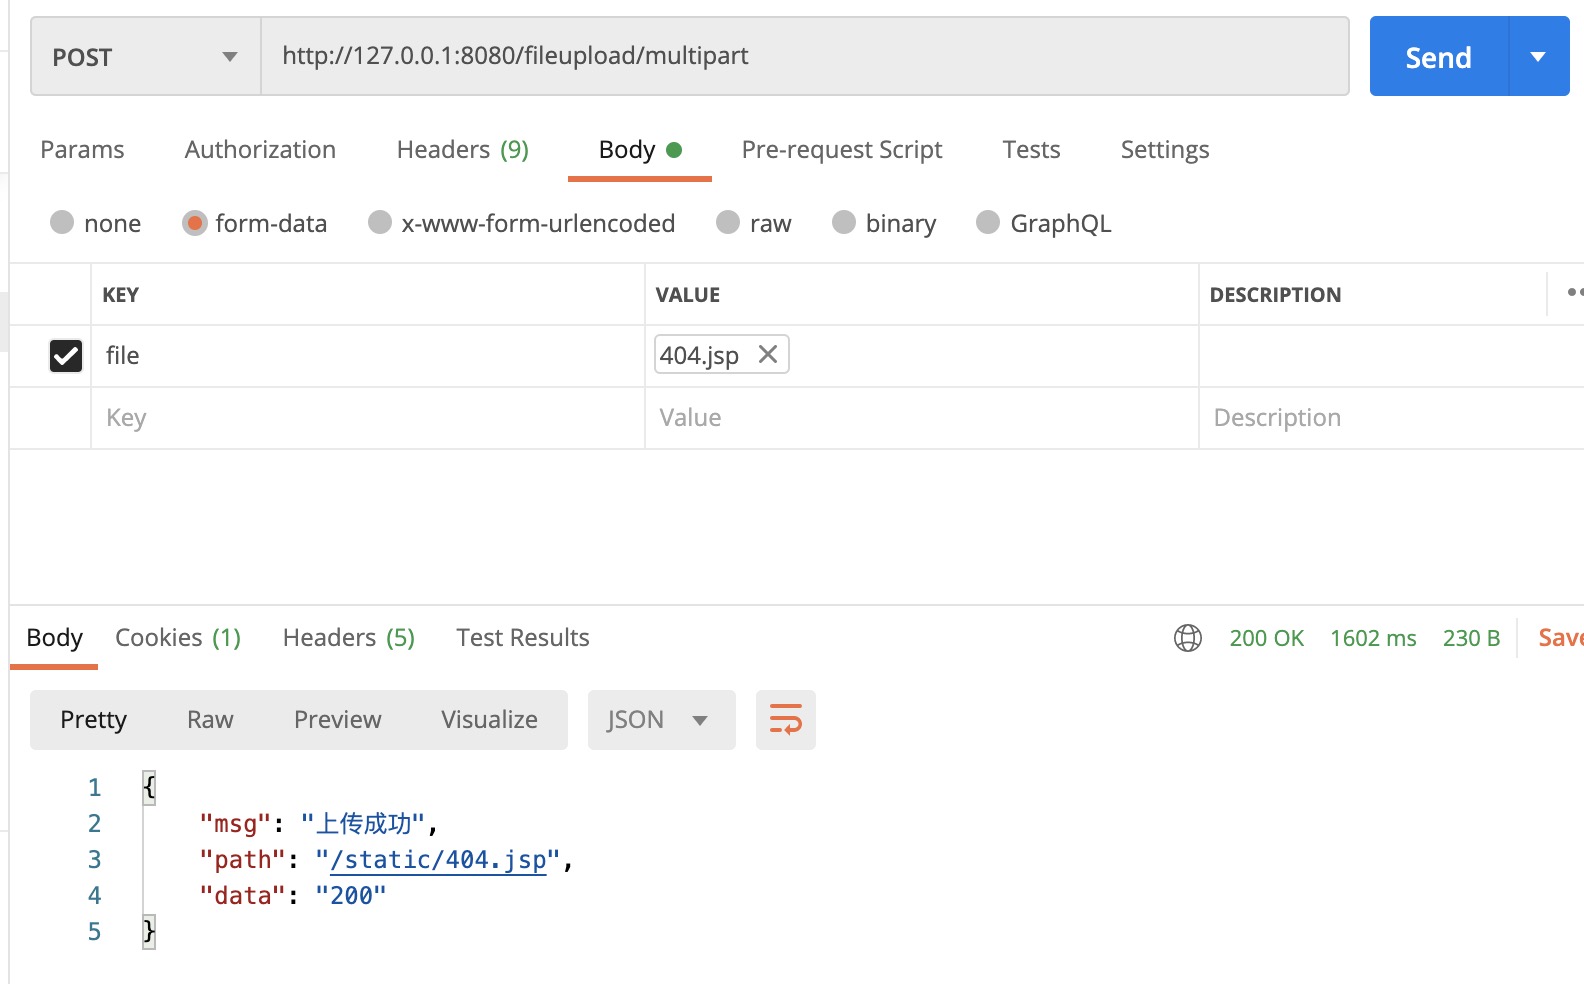 POST http://127.0.0.1:8080/fileupload/multipart Send
Params Authorization Headers (9) Body Pre-request Script Tests Settings
none form-data x-www-form-urlencoded raw binary GraphQL
KEY VALUE DESCRIPTION
file 404.jsp
Key Value Description
Body Cookies (1) Headers (5) Test Results 200 OK 1602 ms 230 B Save
Pretty Raw Preview Visualize JSON
1 {
2 "msg": "上传成功",
3 "path": "/static/404.jsp",
4 "data": "200"
5 }